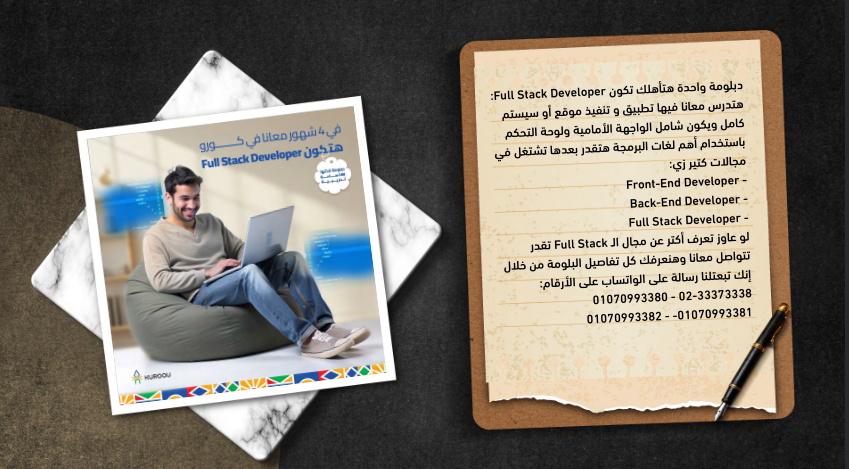 في 4 شهور معانا في كـــورو
هتكون Full Stack Developer
KUROOU
دبلومة واحدة هتأهلك تكون Full Stack Developer:
هتدرس معانا فيها تطبيق و تنفيذ موقع أو سيستم
كامل ويكون شامل الواجهة الأمامية ولوحة التحكم
باستخدام أهم لغات البرمجة هتقدر بعدها تشتغل في
مجالات كتير زي:
- Front-End Developer
- Back-End Developer
- Full Stack Developer
لو عاوز تعرف أكتر عن مجال الـ Full Stack تقدر
تتواصل معانا وهنعرفك كل تفاصيل البلومة من خلال
إنك تبعتلنا رسالة على الواتساب على الأرقام:
01070993380 - 02-33373338
01070993382 - -01070993381